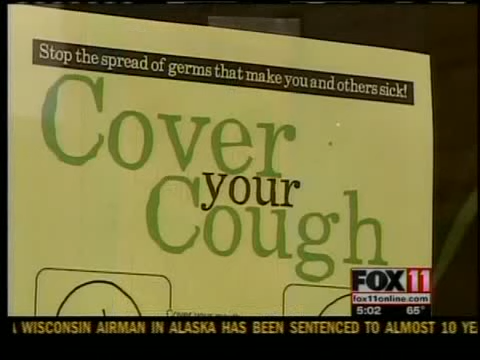 Stop the spread of germs that make you and others sick!
Cover
your
Cough
FOX 11
fox11online.com
5:02 65°
A WISCONSIN AIRMAN IN ALASKA HAS BEEN SENTENCED TO ALMOST 10 YE